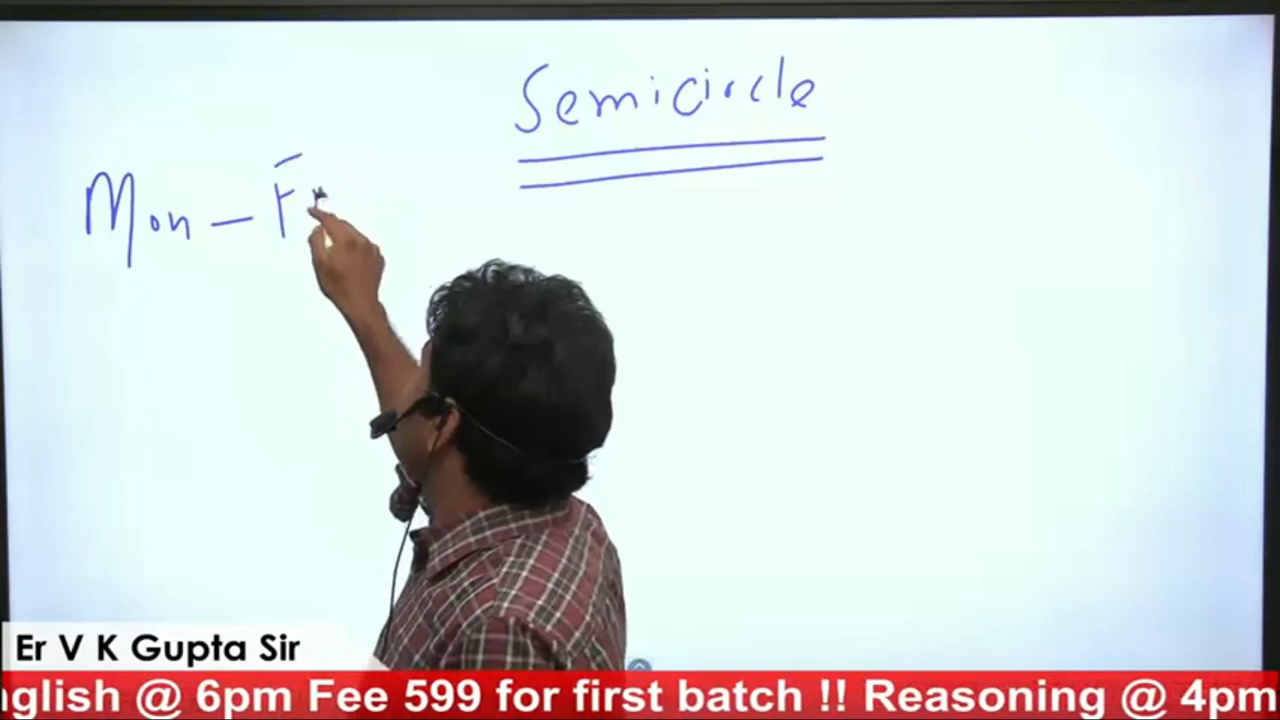 Semicircle
Mon - F
Er V K Gupta Sir
nglish @ 6pm Fee 599 for first batch !! Reasoning @ 4pm